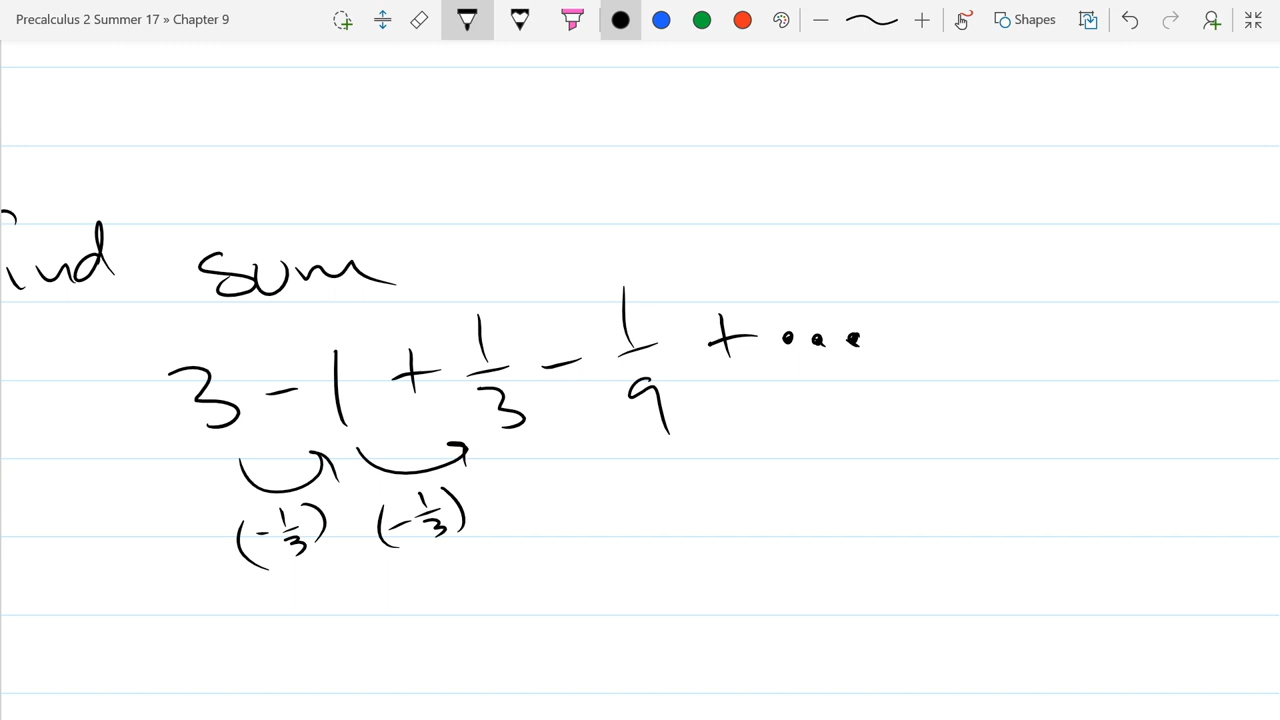 Precalculus 2 Summer 17 » Chapter 9
Shapes
ind sum
3 - 1 + 1/3 - 1/9 + ...
(-1/3) (-1/3)